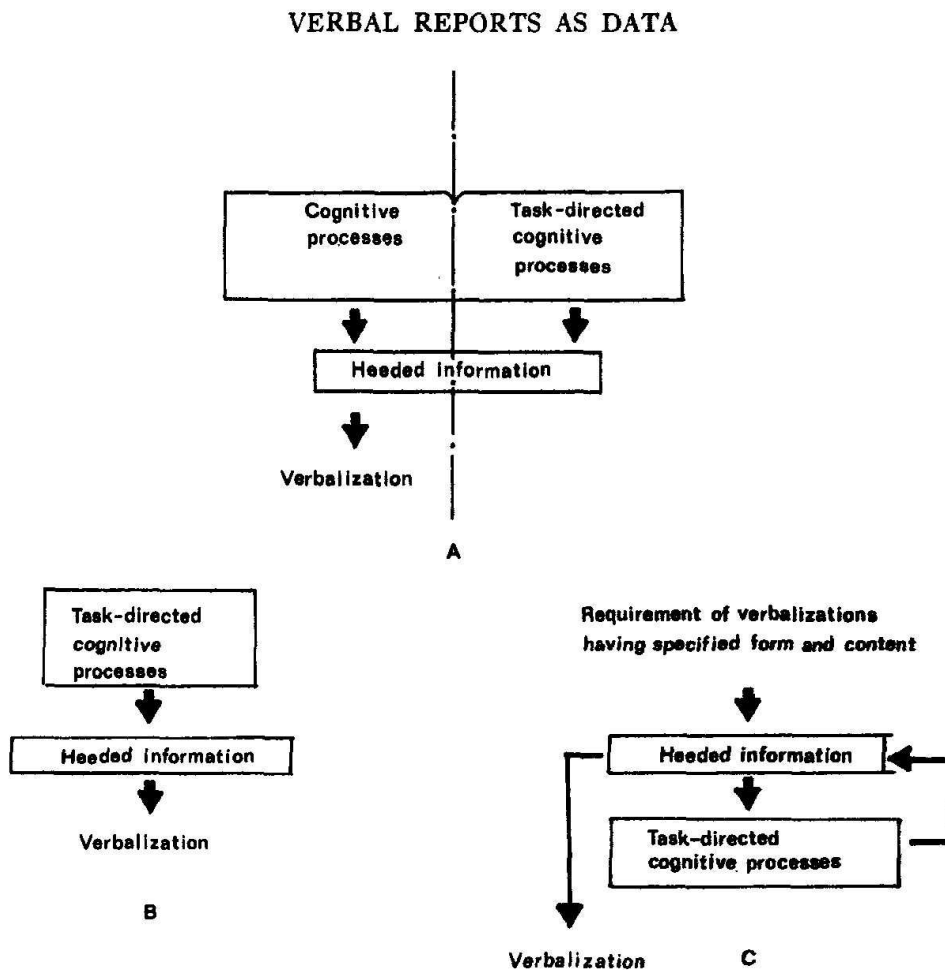 VERBAL REPORTS AS DATA
Cognitive
processes
Task-directed
cognitive
processes
Heeded information
Verbalization
A
Task-directed
cognitive
processes
Heeded information
Verbalization
B
Requirement of verbalizations
having specified form and content
Heeded information
Task-directed
cognitive processes
Verbalization
C